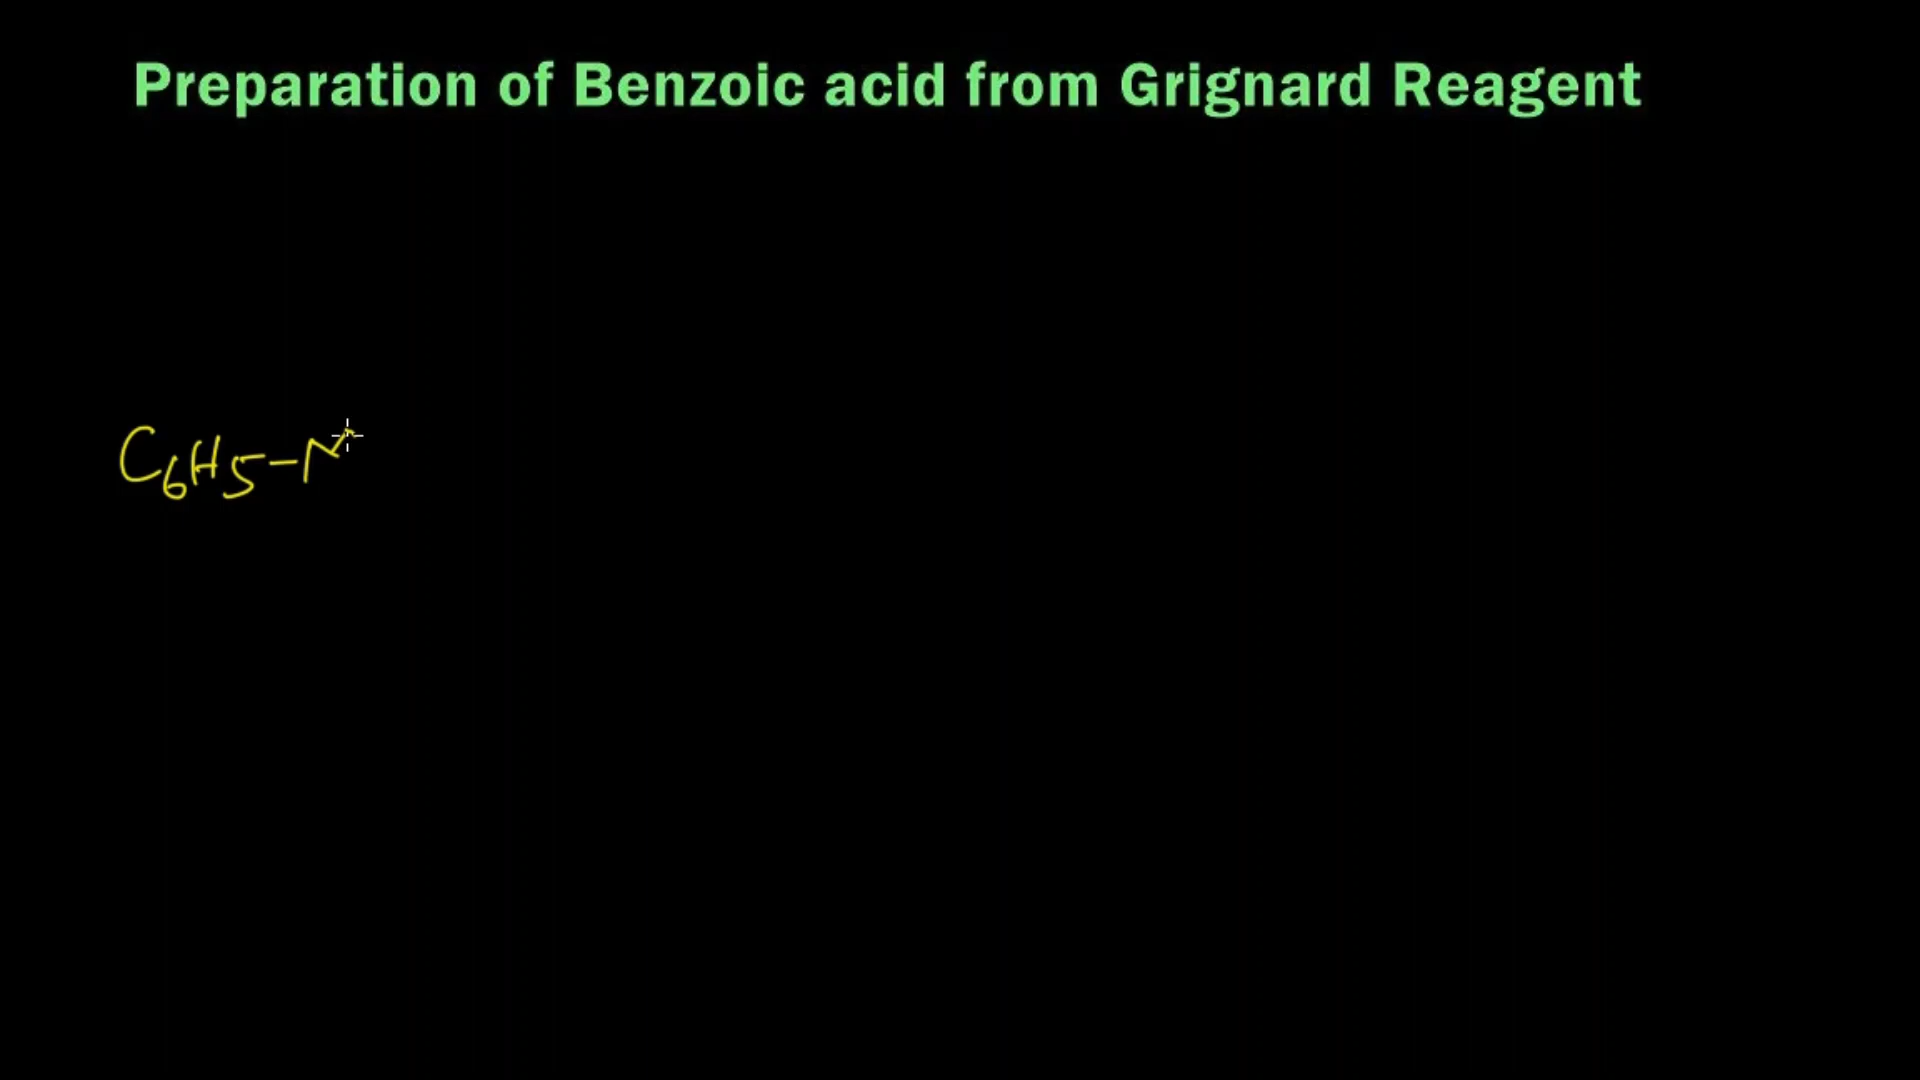 Preparation of Benzoic acid from Grignard Reagent
C6H5-